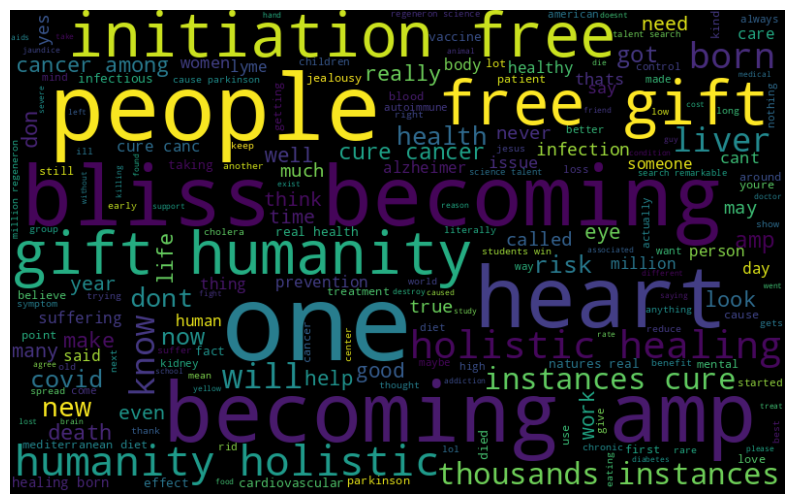 hand regeneron science american doesnt
aids initiation free yes need talent search kind always
jaundice take vaccine care
cancer among women lyme body healthy got born
mind infectious cause parkinson children really control made thats nothing
severe jealousy patient say
people free gift
don getting blood autoimmune low cost long medical
left right friend better guy liver
cure canc health never
still keep cure cancer infection cant
million regeneron taking well another alzheimer issue someone
ill without much jesus loss search remarkable
bliss becoming
early think exist youre around
group killing found support time reason science talent condition doctor
literally may show
gift humanity
cholera real health called students win eye amp
life actually person
year thing prevention world way risk million want day
believe trying dont treatment destroy caused
one heart
symptom suffering fight true study associated different saying went
know human diet look cause anything gets
point make now fact cancer center maybe rate holistic healing reduce
many said kidney suffer high natures real benefit mental
agree old mean will help good
covid spread come next school thought addiction instances cure started
new yellow work treat
lost brain even becoming amp give
death thank died use chronic first rare best please
mediterranean diet rid lol love
humanity holistic eating diabetes
healing born effect food cardiovascular parkinson thousands instances